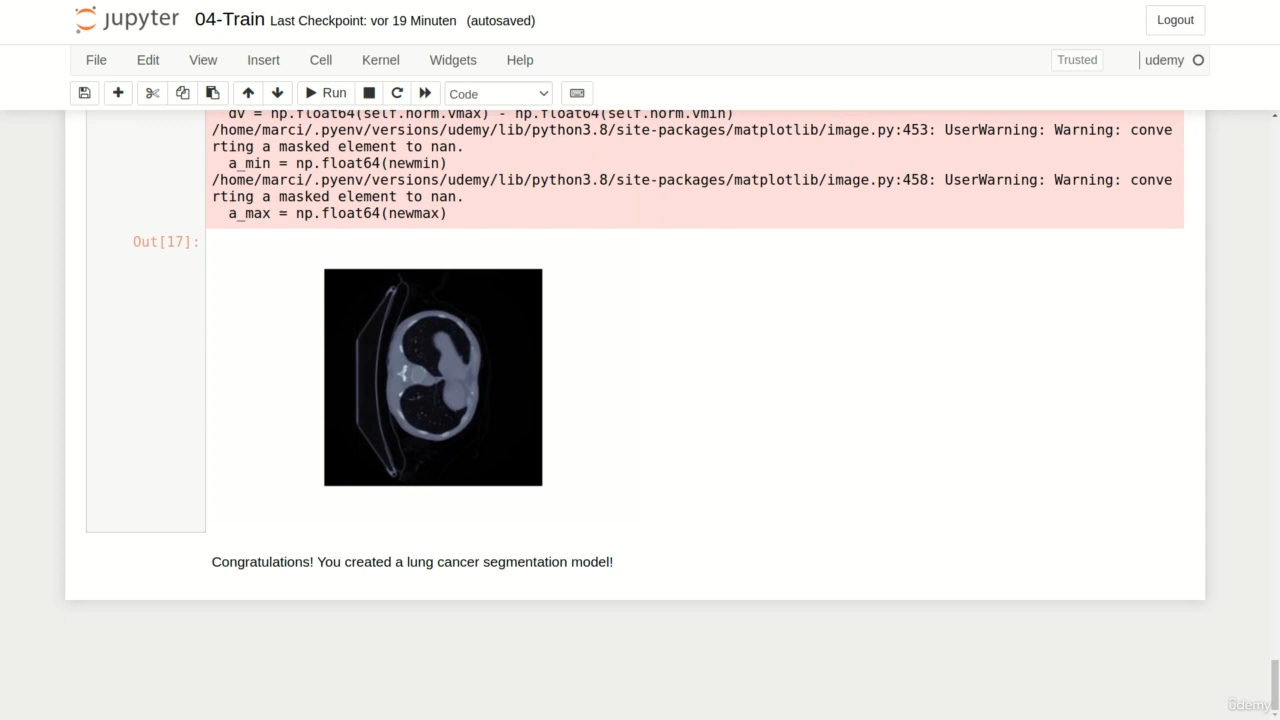 jupyter 04-Train Last Checkpoint: vor 19 Minuten (autosaved)
Logout
File Edit View Insert Cell Kernel Widgets Help
Trusted
udemy
Run
Code
dv = np.float64(self.norm.vmax) - np.float64(self.norm.vmin)
/home/marci/.pyenv/versions/udemy/lib/python3.8/site-packages/matplotlib/image.py:453: UserWarning: Warning: conve
rting a masked element to nan.
a_min = np.float64(newmin)
/home/marci/.pyenv/versions/udemy/lib/python3.8/site-packages/matplotlib/image.py:458: UserWarning: Warning: conve
rting a masked element to nan.
a_max = np.float64(newmax)
Out[17]:
Congratulations! You created a lung cancer segmentation model!
ûdemy